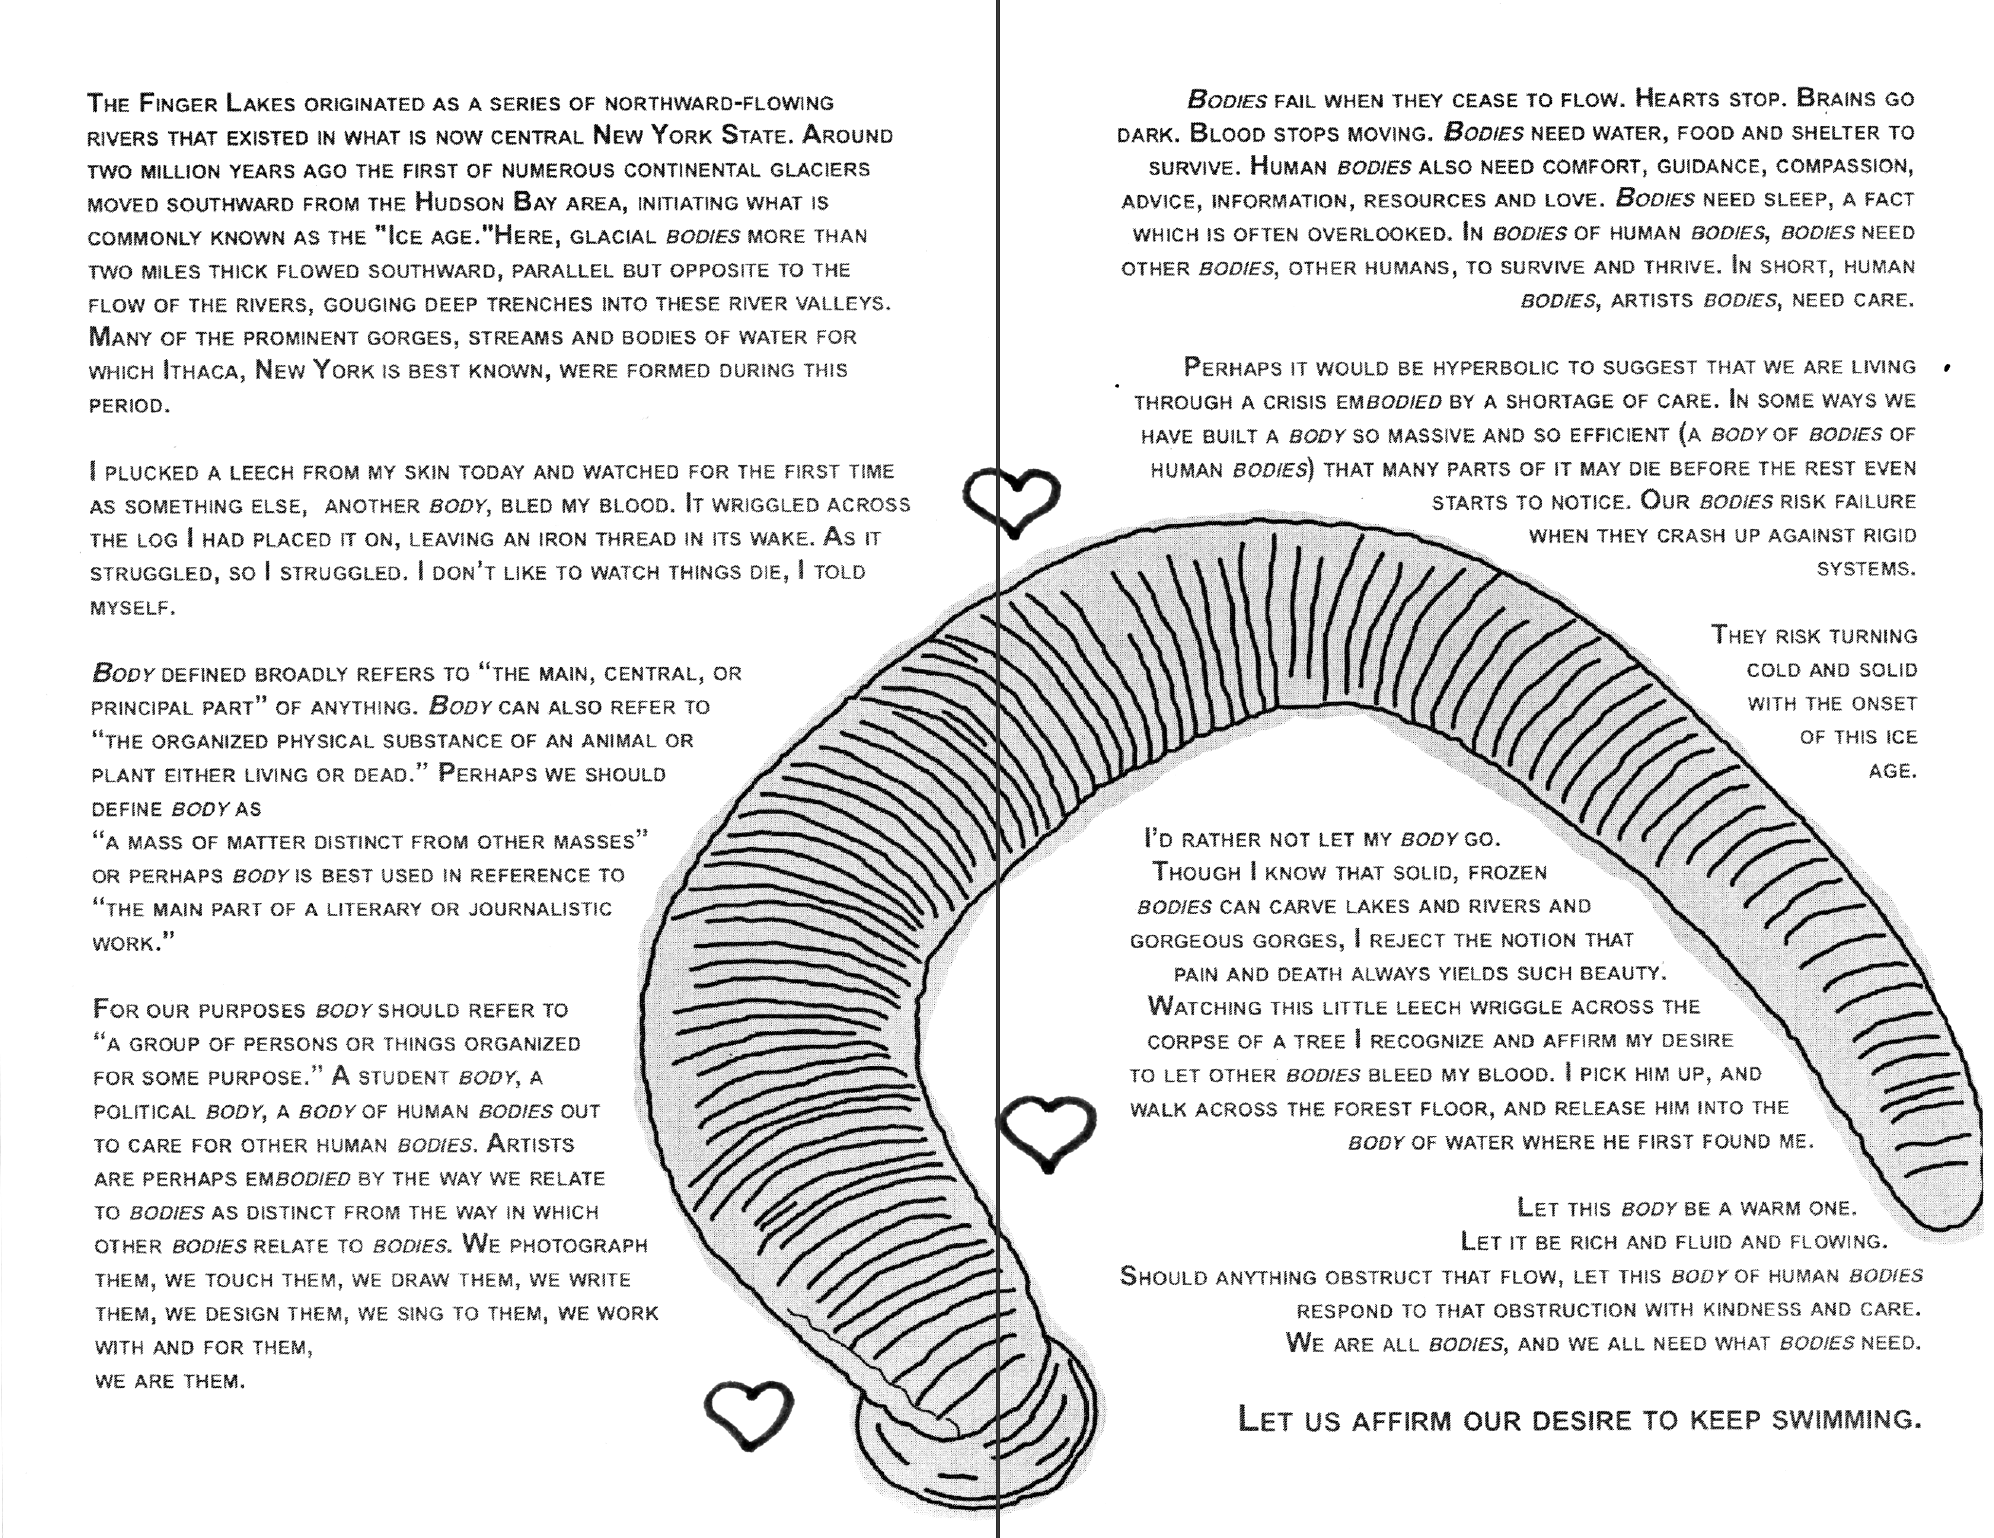 The Finger Lakes originated as a series of northward-flowing
rivers that existed in what is now central New York State. Around
two million years ago the first of numerous continental glaciers
moved southward from the Hudson Bay area, initiating what is
commonly known as the "Ice age."Here, glacial bodies more than
two miles thick flowed southward, parallel but opposite to the
flow of the rivers, gouging deep trenches into these river valleys.
Many of the prominent gorges, streams and bodies of water for
which Ithaca, New York is best known, were formed during this
period.

I plucked a leech from my skin today and watched for the first time
as something else, another body, bled my blood. It wriggled across
the log I had placed it on, leaving an iron thread in its wake. As it
struggled, so I struggled. I don't like to watch things die, I told
myself.

Body defined broadly refers to “the main, central, or
principal part” of anything. Body can also refer to
“the organized physical substance of an animal or
plant either living or dead.” Perhaps we should
define body as
“a mass of matter distinct from other masses”
or perhaps body is best used in reference to
“the main part of a literary or journalistic
work.”

For our purposes body should refer to
“a group of persons or things organized
for some purpose.” A student body, a
political body, a body of human bodies out
to care for other human bodies. Artists
are perhaps embodied by the way we relate
to bodies as distinct from the way in which
other bodies relate to bodies. We photograph
them, we touch them, we draw them, we write
them, we design them, we sing to them, we work
with and for them,
we are them.

Bodies fail when they cease to flow. Hearts stop. Brains go
dark. Blood stops moving. Bodies need water, food and shelter to
survive. Human bodies also need comfort, guidance, compassion,
advice, information, resources and love. Bodies need sleep, a fact
which is often overlooked. In bodies of human bodies, bodies need
other bodies, other humans, to survive and thrive. In short, human
bodies, artists bodies, need care.

Perhaps it would be hyperbolic to suggest that we are living
through a crisis embodied by a shortage of care. In some ways we
have built a body so massive and so efficient (a body of bodies of
human bodies) that many parts of it may die before the rest even
starts to notice. Our bodies risk failure
when they crash up against rigid
systems.

They risk turning
cold and solid
with the onset
of this ice
age.

I'd rather not let my body go.
Though I know that solid, frozen
bodies can carve lakes and rivers and
gorgeous gorges, I reject the notion that
pain and death always yields such beauty.
Watching this little leech wriggle across the
corpse of a tree I recognize and affirm my desire
to let other bodies bleed my blood. I pick him up, and
walk across the forest floor, and release him into the
body of water where he first found me.

Let this body be a warm one.
Let it be rich and fluid and flowing.
Should anything obstruct that flow, let this body of human bodies
respond to that obstruction with kindness and care.
We are all bodies, and we all need what bodies need.

Let us affirm our desire to keep swimming.